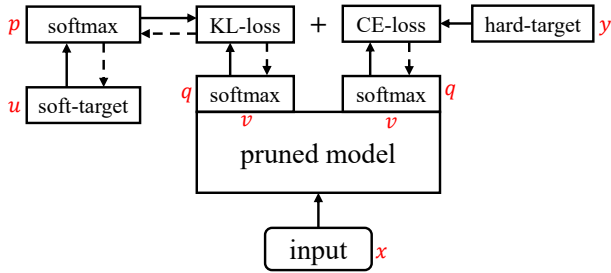 p softmax KL-loss + CE-loss hard-target y
u soft-target q softmax softmax q
v v
pruned model
input x